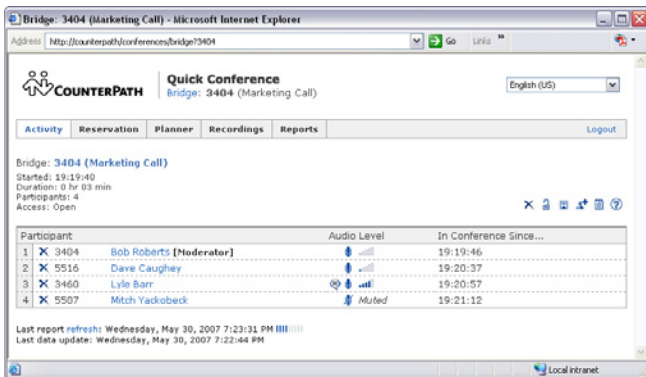 Bridge: 3404 (Marketing Call) - Microsoft Internet Explorer
Address http://counterpath/conferences/bridge?3404 Go Links »
COUNTERPATH Quick Conference English (US)
Bridge: 3404 (Marketing Call)
Activity Reservation Planner Recordings Reports Logout
Bridge: 3404 (Marketing Call)
Started: 19:19:40
Duration: 0 hr 03 min
Participants: 4
Access: Open
Participant Audio Level In Conference Since...
1 3404 Bob Roberts [Moderator] 19:19:46
2 5516 Dave Caughey 19:20:37
3 3460 Lyle Barr 19:20:57
4 5507 Mitch Yackobeck Muted 19:21:12
Last report refresh: Wednesday, May 30, 2007 7:23:31 PM
Last data update: Wednesday, May 30, 2007 7:22:44 PM
Local intranet